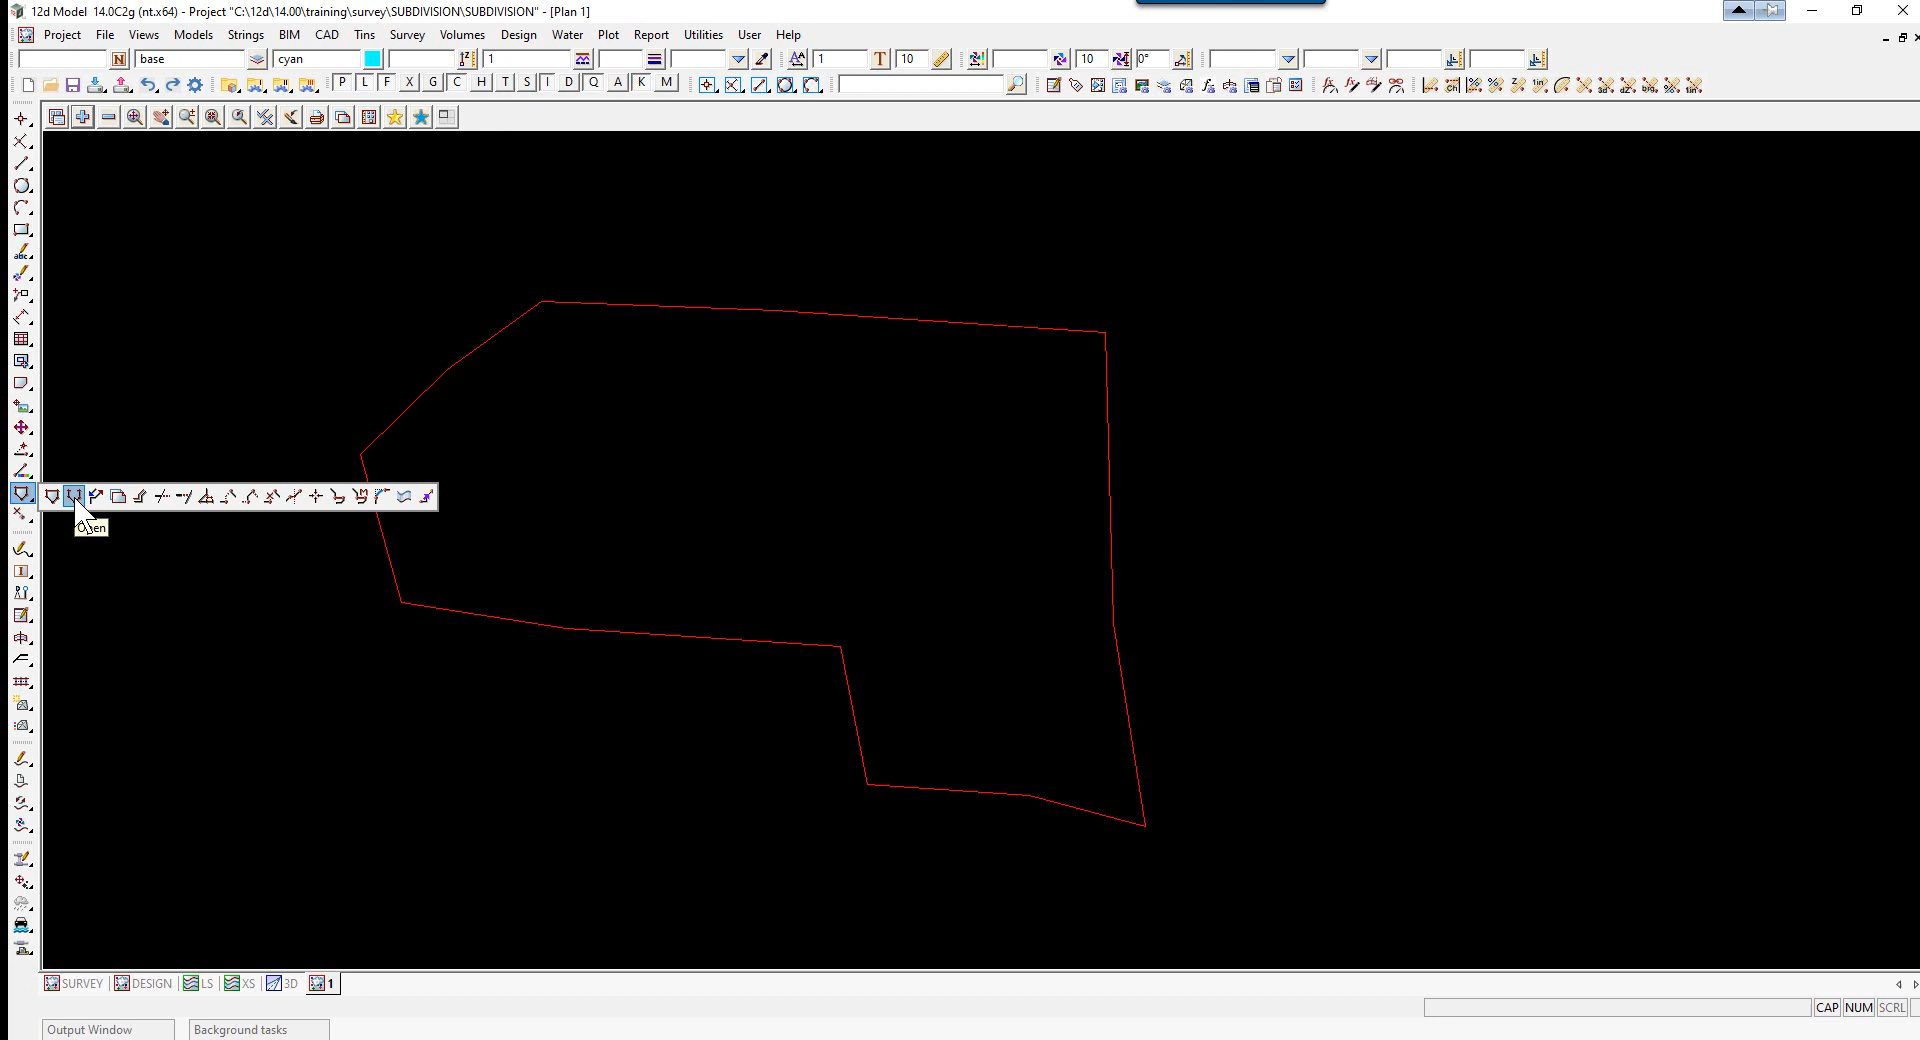 12d Model 14.0C2g (nt.x64) - Project "C:\12d\14.00\training\survey\SUBDIVISION\SUBDIVISION" - [Plan 1]
Project File Views Models Strings BIM CAD Tins Survey Volumes Design Water Plot Report Utilities User Help
N base cyan 1 1 T 10 10 0°
P L F X G C H T S I D Q A K M
abc
Open
SURVEY DESIGN LS XS 3D 1
CAP NUM SCRL
Output Window Background tasks